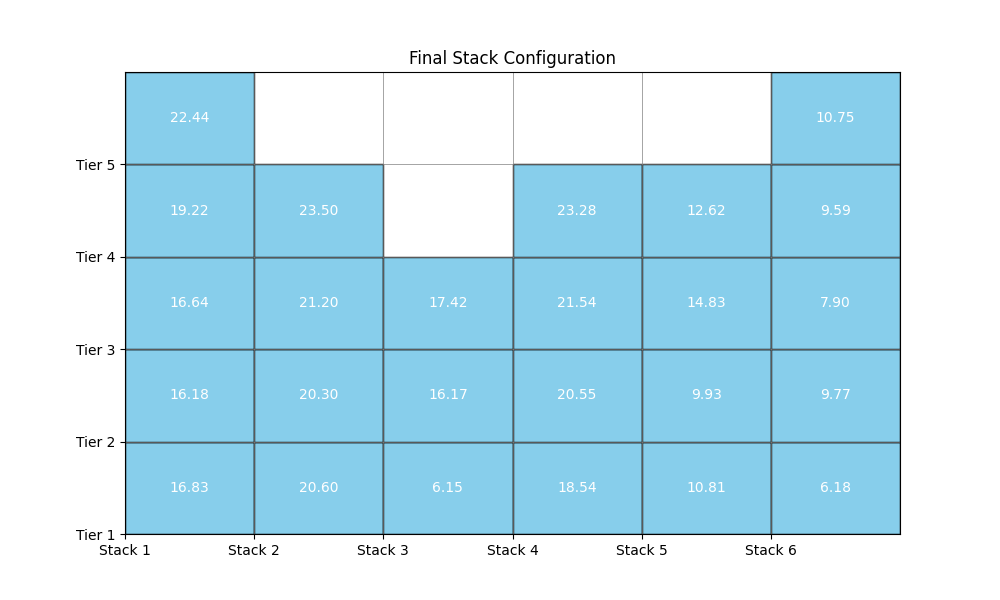 Final Stack Configuration
22.44 10.75
Tier 5
19.22 23.50 23.28 12.62 9.59
Tier 4
16.64 21.20 17.42 21.54 14.83 7.90
Tier 3
16.18 20.30 16.17 20.55 9.93 9.77
Tier 2
16.83 20.60 6.15 18.54 10.81 6.18
Tier 1
Stack 1 Stack 2 Stack 3 Stack 4 Stack 5 Stack 6